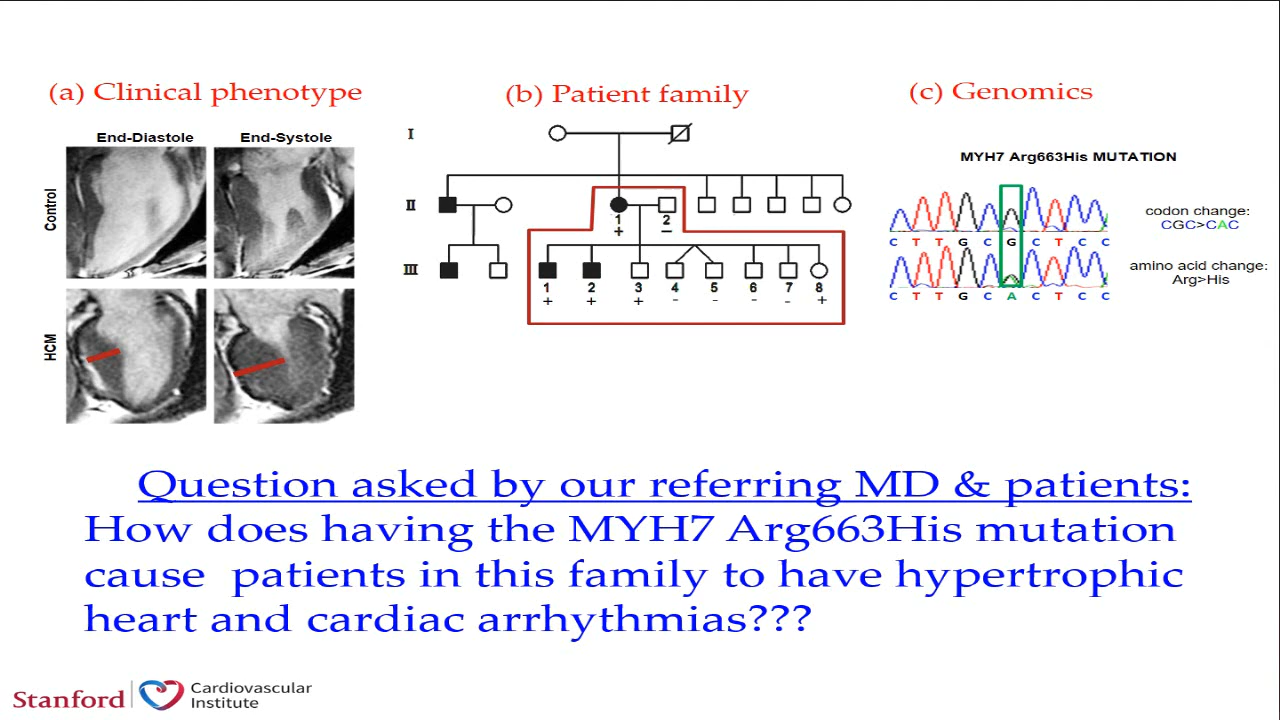 (a) Clinical phenotype
End-Diastole
End-Systole
Control
HCM
(b) Patient family
I
II
1
2
+
−
III
1
2
3
4
5
6
7
8
+
+
+
-
-
-
-
+
(c) Genomics
MYH7 Arg663His MUTATION
C T T G C G C T C C
C T T G C A C T C C
codon change:
CGC>CAC
amino acid change:
Arg>His
Question asked by our referring MD & patients:
How does having the MYH7 Arg663His mutation
cause patients in this family to have hypertrophic
heart and cardiac arrhythmias???
Stanford
Cardiovascular
Institute